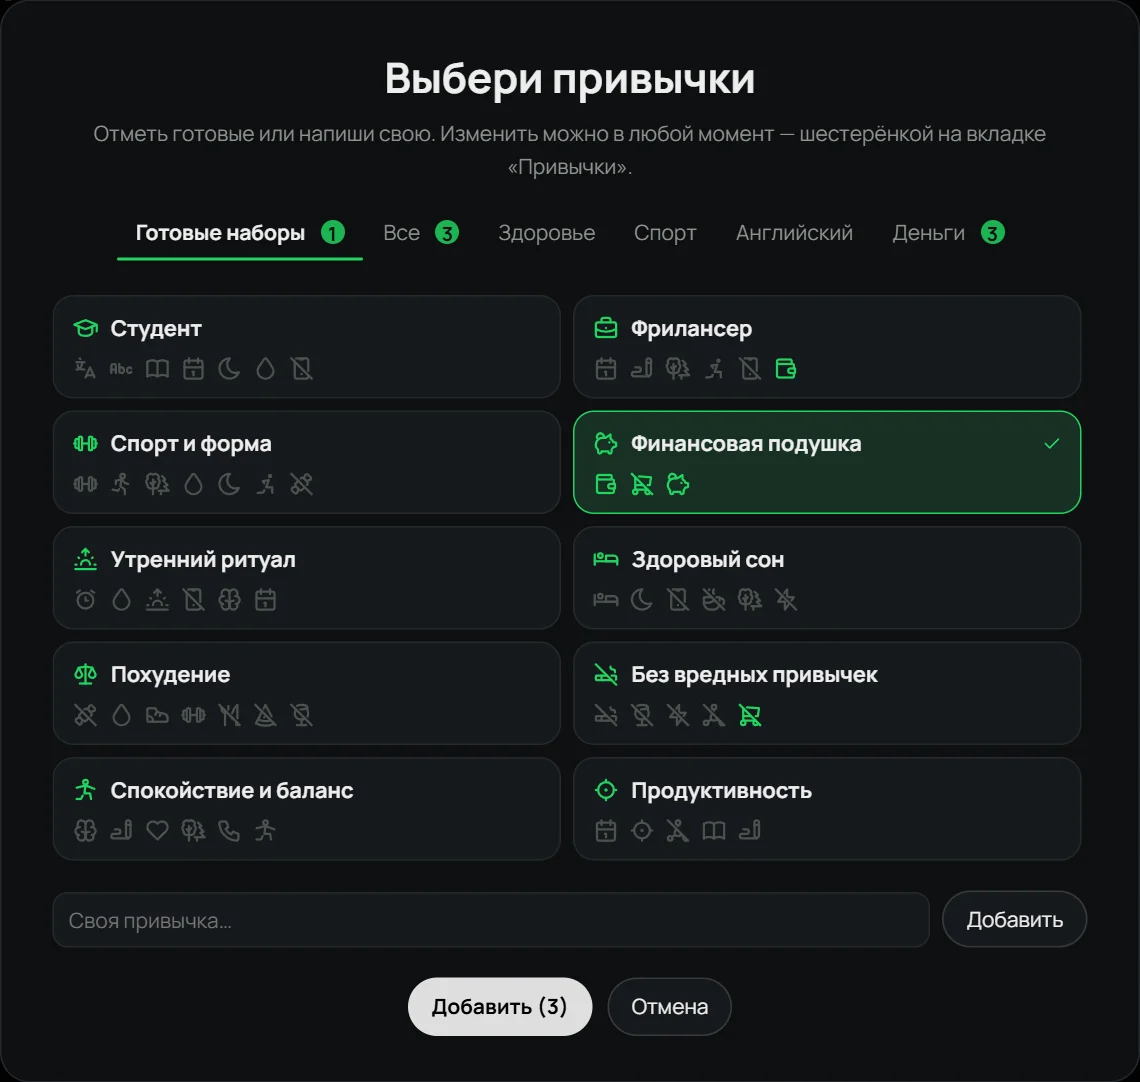 Выбери привычки
Отметь готовые или напиши свою. Изменить можно в любой момент — шестерёнкой на вкладке
«Привычки».
Готовые наборы 1 Все 3 Здоровье Спорт Английский Деньги 3
Студент
Abc
Фрилансер
Спорт и форма
Финансовая подушка
Утренний ритуал
Здоровый сон
Похудение
Без вредных привычек
Спокойствие и баланс
Продуктивность
Своя привычка...
Добавить
Добавить (3)
Отмена